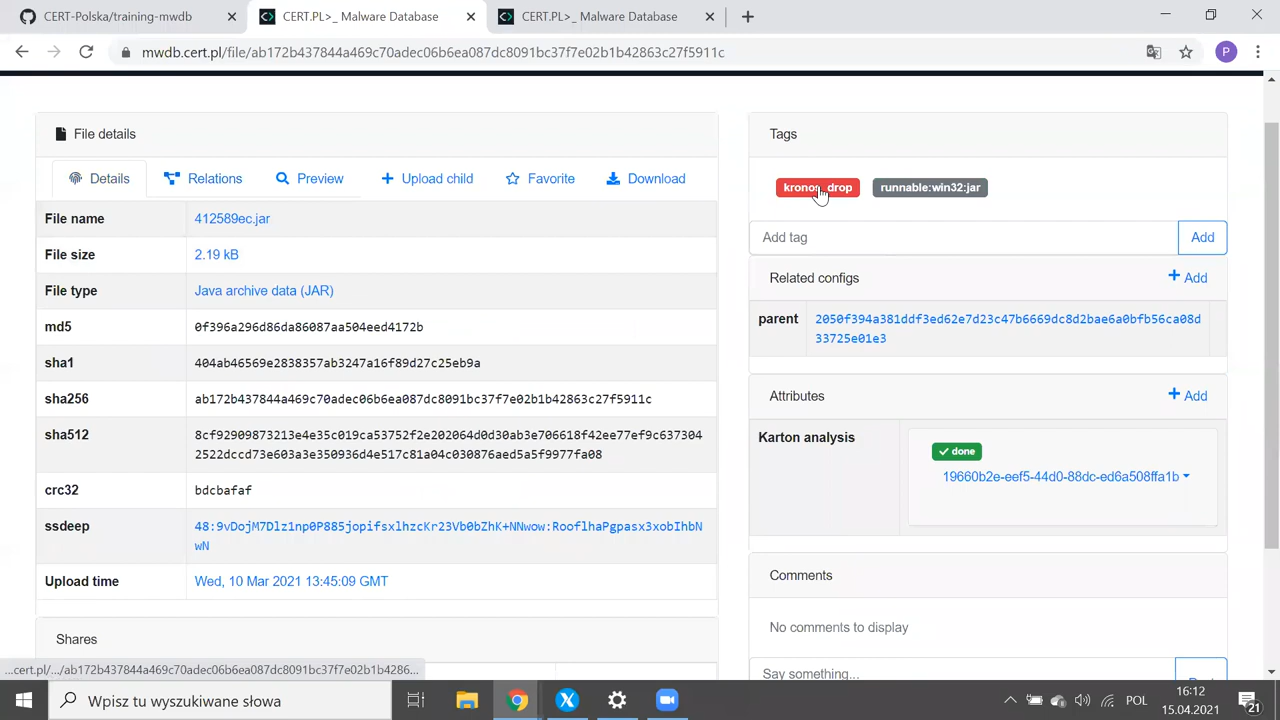 CERT-Polska/training-mwdb
CERT.PL>_ Malware Database
CERT.PL>_ Malware Database
mwdb.cert.pl/file/ab172b437844a469c70adec06b6ea087dc8091bc37f7e02b1b42863c27f5911c
P
File details
Details
Relations
Preview
Upload child
Favorite
Download
File name
412589ec.jar
File size
2.19 kB
File type
Java archive data (JAR)
md5
0f396a296d86da86087aa504eed4172b
sha1
404ab46569e2838357ab3247a16f89d27c25eb9a
sha256
ab172b437844a469c70adec06b6ea087dc8091bc37f7e02b1b42863c27f5911c
sha512
8cf92909873213e4e35c019ca53752f2e202064d0d30ab3e706618f42ee77ef9c637304
2522dccd73e603a3e350936d4e517c81a04c030876aed5a5f9977fa08
crc32
bdcbafaf
ssdeep
48:9vDojM7Dlz1np0P885jopifsxlhzcKr23Vb0bZhK+NNwow:RooflhaPgpasx3xobIhbN
wN
Upload time
Wed, 10 Mar 2021 13:45:09 GMT
Shares
Tags
drop
runnable:win32:jar
Add tag
Add
Related configs
Add
parent
2050f394a381ddf3ed62e7d23c47b6669dc8d2bae6a0bfb56ca08d
33725e01e3
Attributes
Add
Karton analysis
done
19660b2e-eef5-44d0-88dc-ed6a508ffa1b
Comments
No comments to display
Say something...
...cert.pl/.../ab172b437844a469c70adec06b6ea087dc8091bc37f7e02b1b4286...
Wpisz tu wyszukiwane słowa
POL
16:12
15.04.2021
21